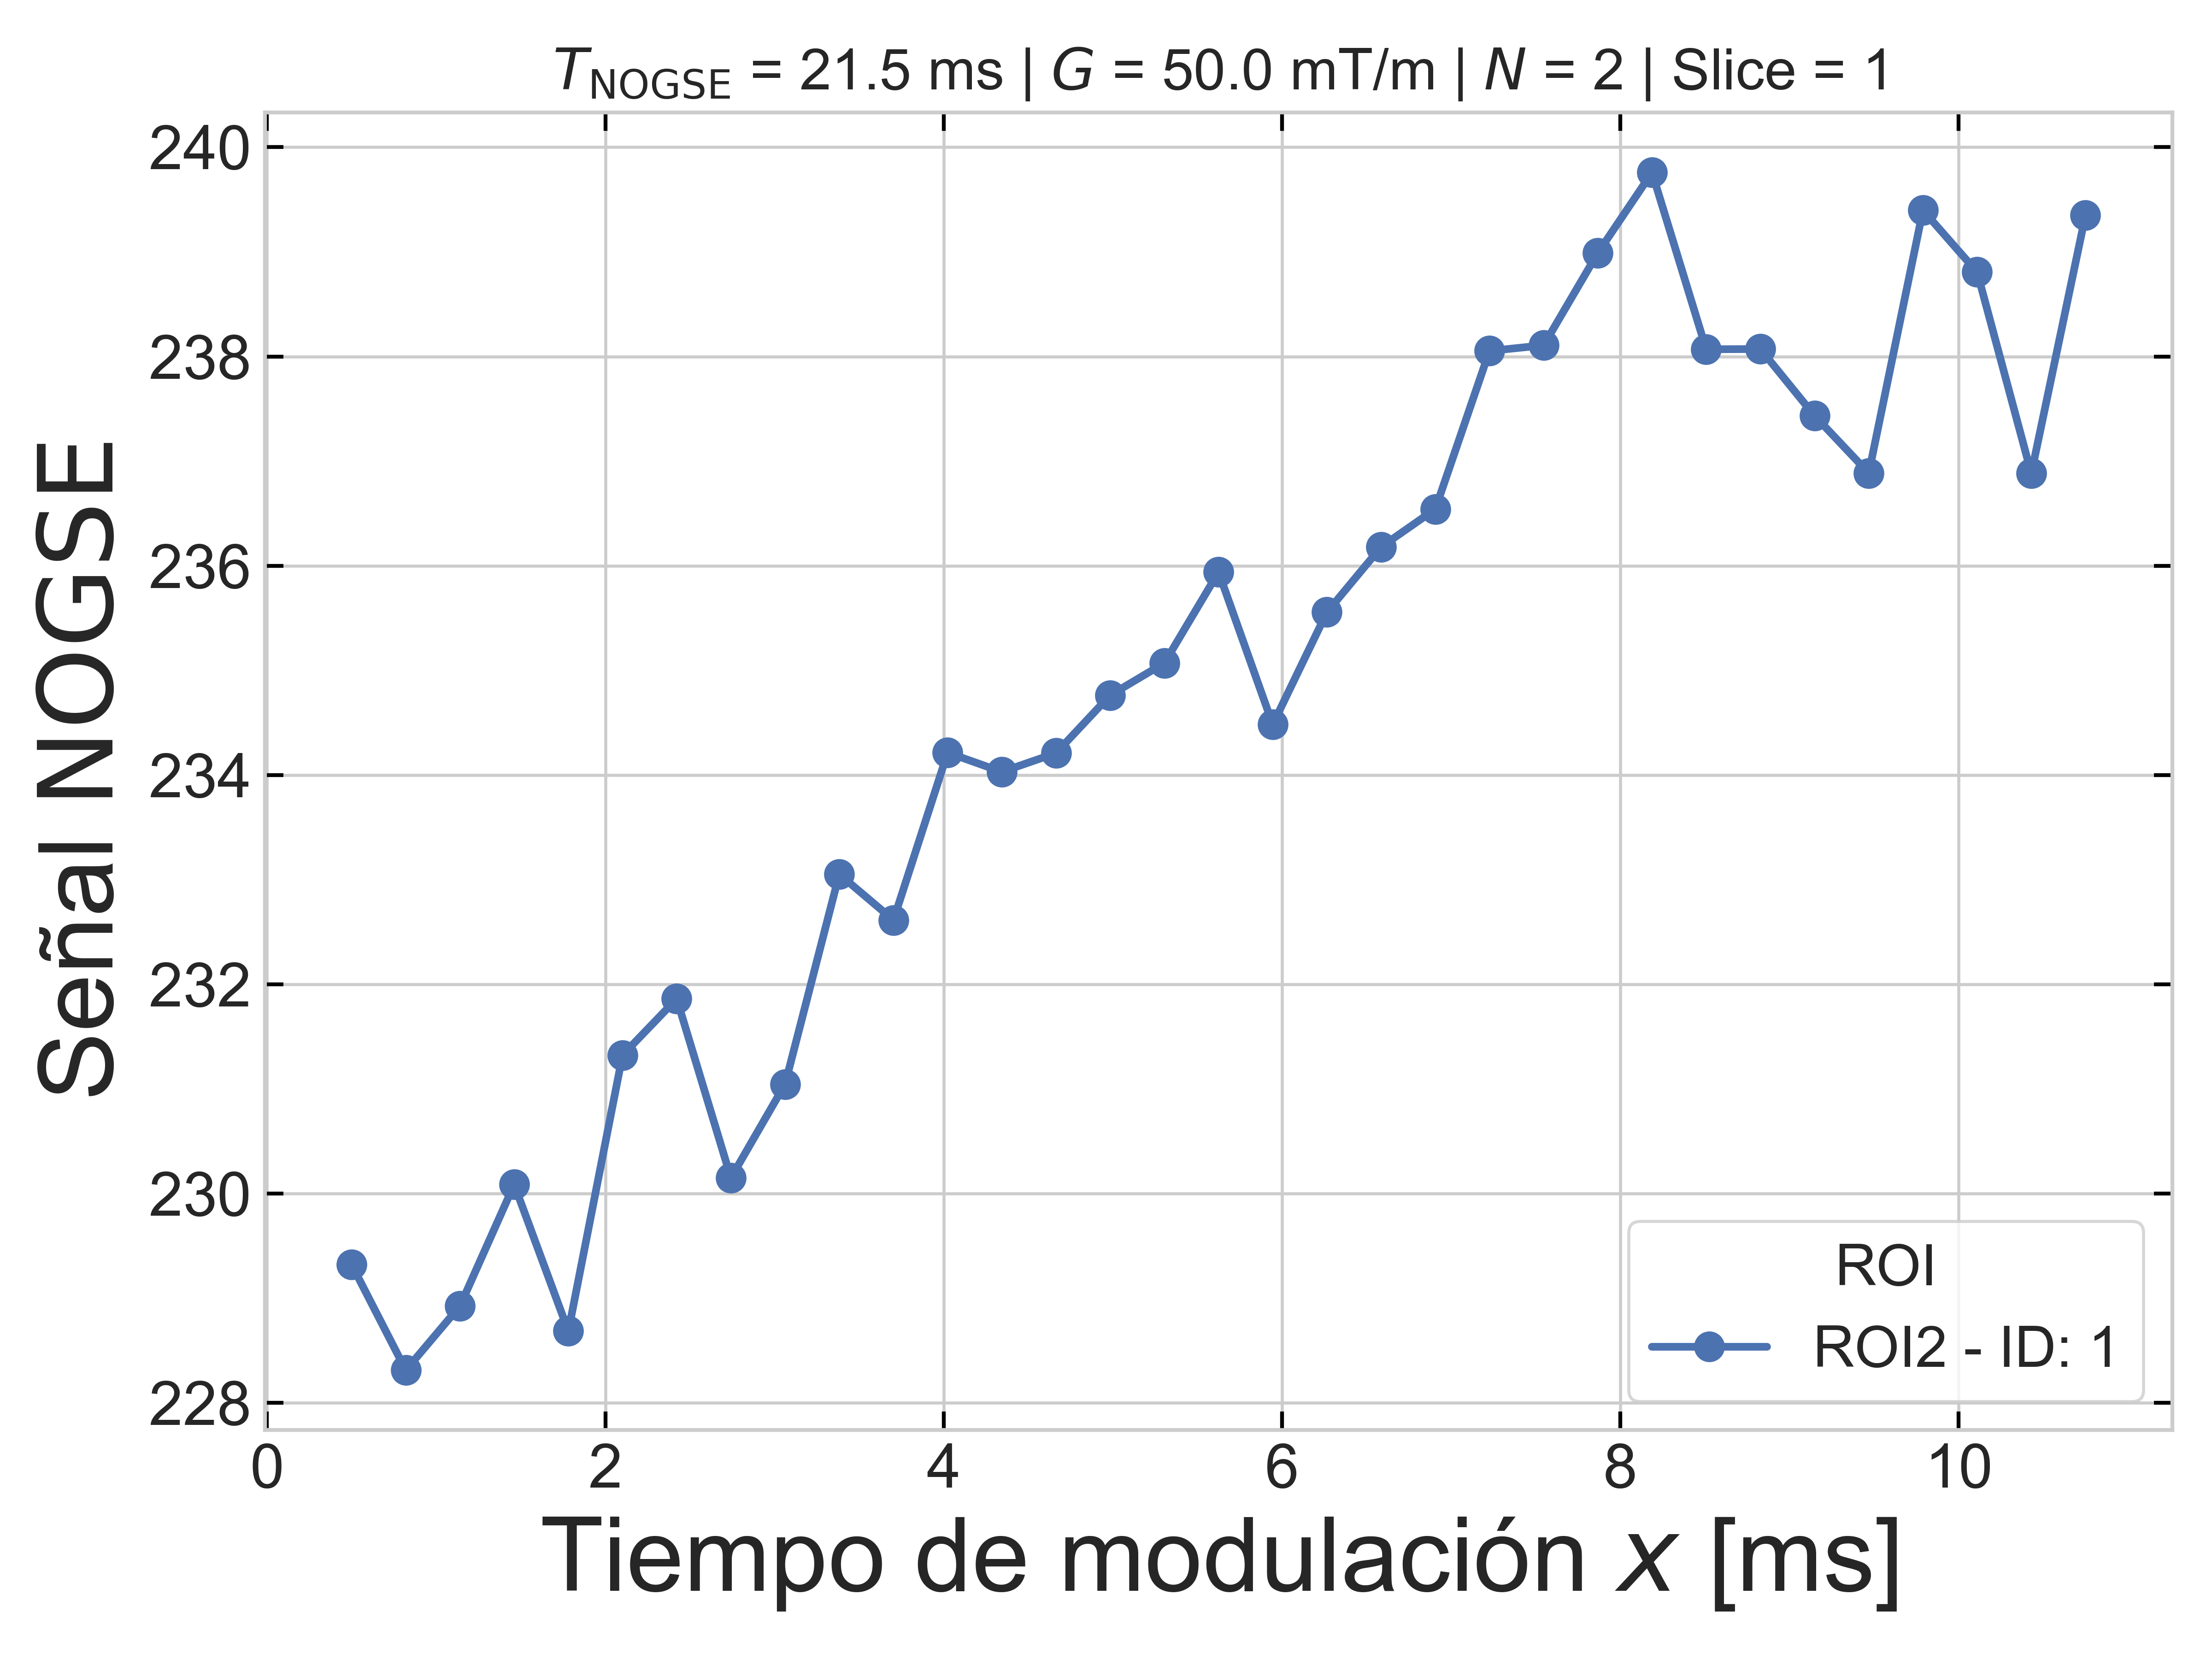 T_NOGSE = 21.5 ms | G = 50.0 mT/m | N = 2 | Slice = 1
Señal NOGSE
240
238
236
234
232
230
228
0 2 4 6 8 10
Tiempo de modulación x [ms]
ROI
ROI2 - ID: 1